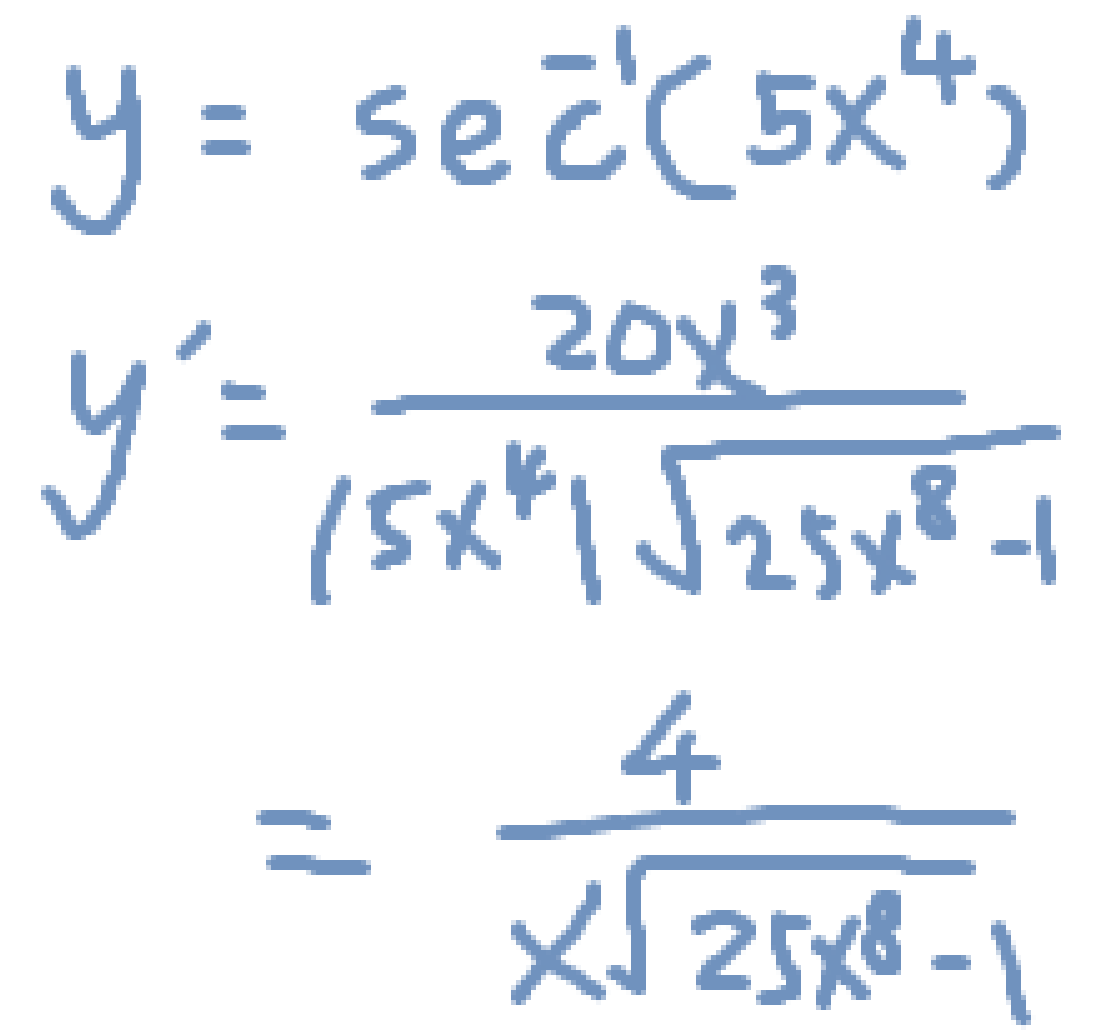 y = sec⁻¹(5x⁴)
y′ = 20x³ / |5x⁴|√(25x⁸-1)
= 4 / x√(25x⁸-1)